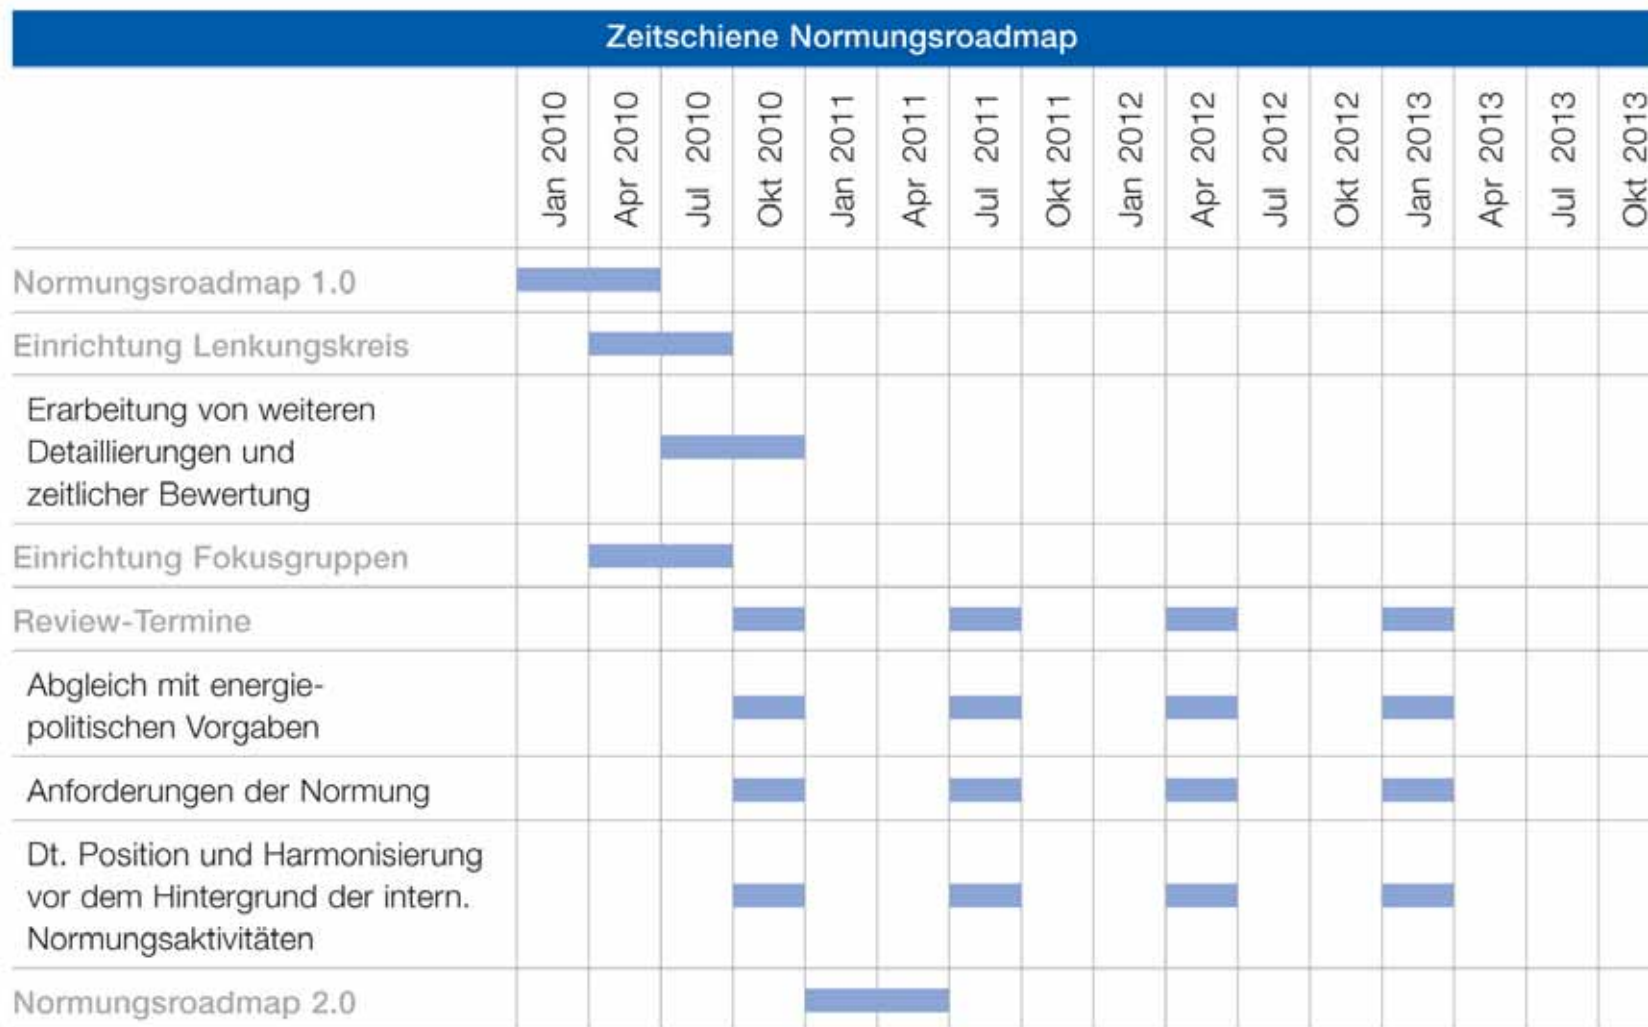 Zeitschiene Normungsroadmap
Jan 2010
Apr 2010
Jul 2010
Okt 2010
Jan 2011
Apr 2011
Jul 2011
Okt 2011
Jan 2012
Apr 2012
Jul 2012
Okt 2012
Jan 2013
Apr 2013
Jul 2013
Okt 2013
Normungsroadmap 1.0
Einrichtung Lenkungskreis
Erarbeitung von weiteren
Detaillierungen und
zeitlicher Bewertung
Einrichtung Fokusgruppen
Review-Termine
Abgleich mit energie-
politischen Vorgaben
Anforderungen der Normung
Dt. Position und Harmonisierung
vor dem Hintergrund der intern.
Normungsaktivitäten
Normungsroadmap 2.0